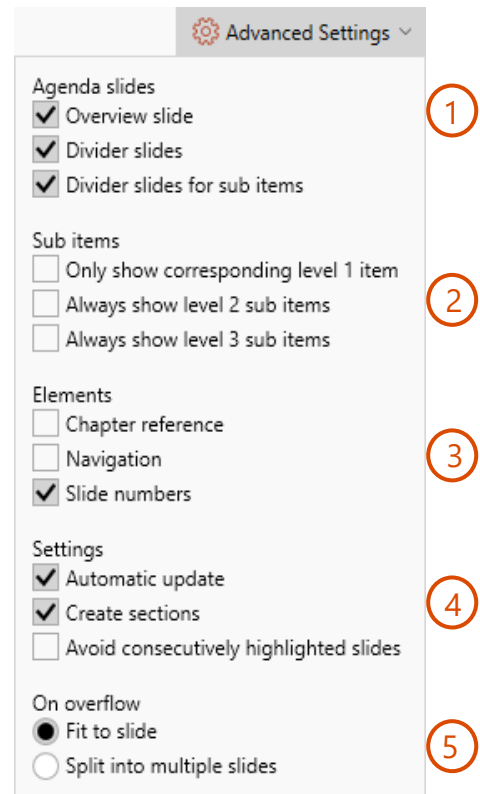 Advanced Settings
Agenda slides
1
Overview slide
Divider slides
Divider slides for sub items
Sub items
Only show corresponding level 1 item
2
Always show level 2 sub items
Always show level 3 sub items
Elements
Chapter reference
3
Navigation
Slide numbers
Settings
Automatic update
4
Create sections
Avoid consecutively highlighted slides
On overflow
Fit to slide
5
Split into multiple slides